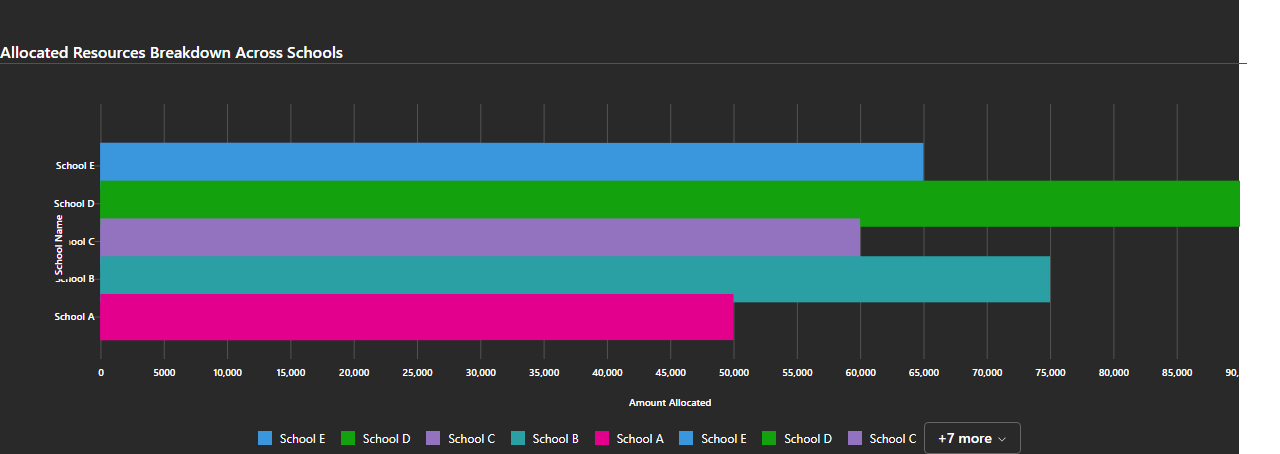 Allocated Resources Breakdown Across Schools
School E
School D
School Name
ool C
ool B
School A
0 5000 10,000 15,000 20,000 25,000 30,000 35,000 40,000 45,000 50,000 55,000 60,000 65,000 70,000 75,000 80,000 85,000 90,
Amount Allocated
School E School D School C School B School A School E School D School C +7 more